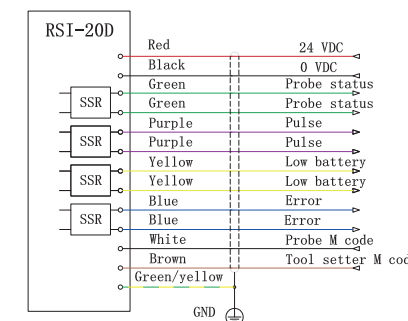 RSI-20D
Red 24 VDC
Black 0 VDC
Green Probe status
SSR
Green Probe status
Purple Pulse
SSR
Purple Pulse
Yellow Low battery
SSR
Yellow Low battery
Blue Error
SSR
Blue Error
White Probe M code
Brown Tool setter M cod
Green/yellow
GND